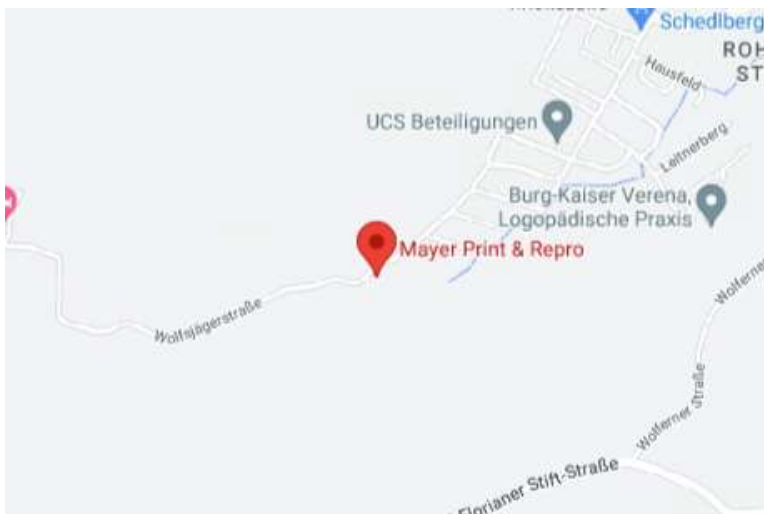 Schedlberg
ROH
ST
Hausfeld
UCS Beteiligungen
Leitnerberg
Burg-Kaiser Verena,
Logopädische Praxis
Mayer Print & Repro
Wolferner
Wolfsjägerstraße
Wolferner Straße
Florianer Stift-Straße